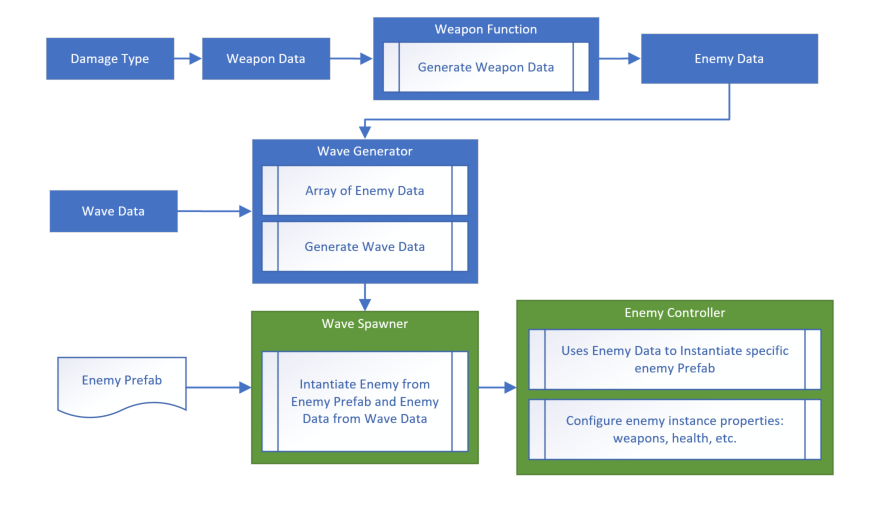 Weapon Function
Damage Type
Weapon Data
Generate Weapon Data
Enemy Data
Wave Generator
Array of Enemy Data
Wave Data
Generate Wave Data
Wave Spawner
Enemy Controller
Enemy Prefab
Intantiate Enemy from
Enemy Prefab and Enemy
Data from Wave Data
Uses Enemy Data to Instantiate specific
enemy Prefab
Configure enemy instance properties:
weapons, health, etc.